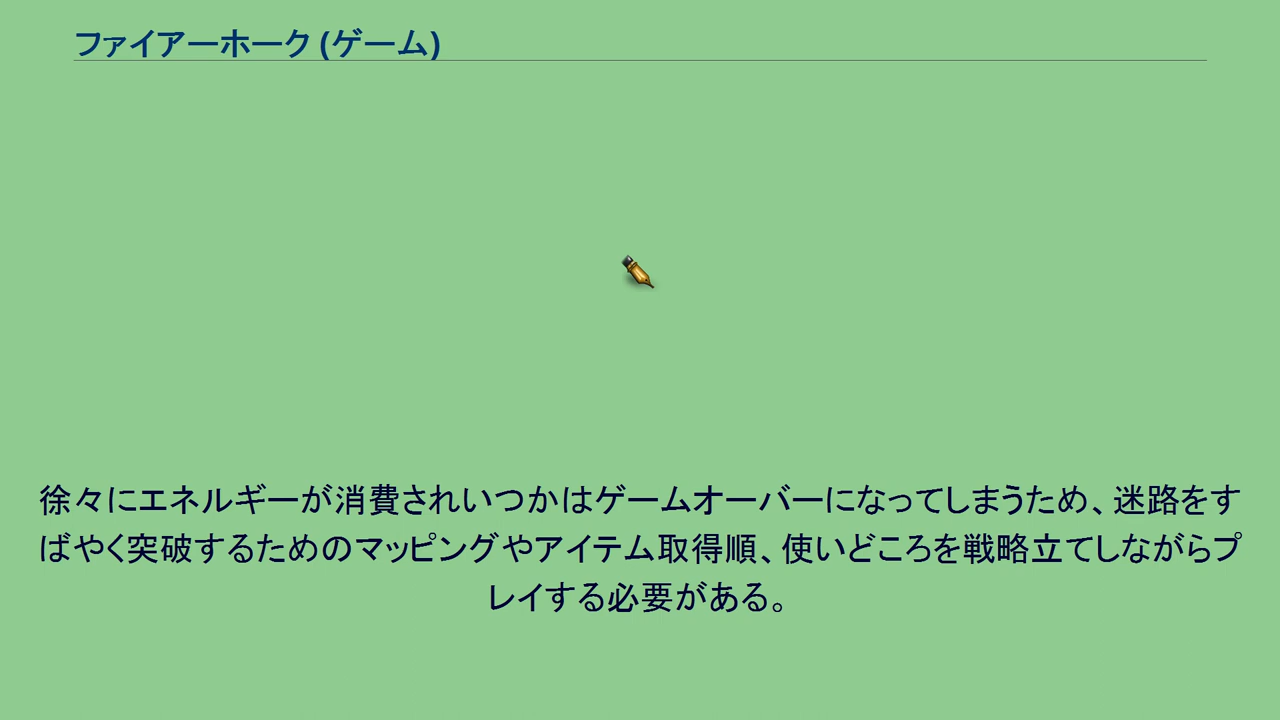 ファイアーホーク (ゲーム)
徐々にエネルギーが消費されいつかはゲームオーバーになってしまうため、迷路をす
ばやく突破するためのマッピングやアイテム取得順、使いどころを戦略立てしながらプ
レイする必要がある。